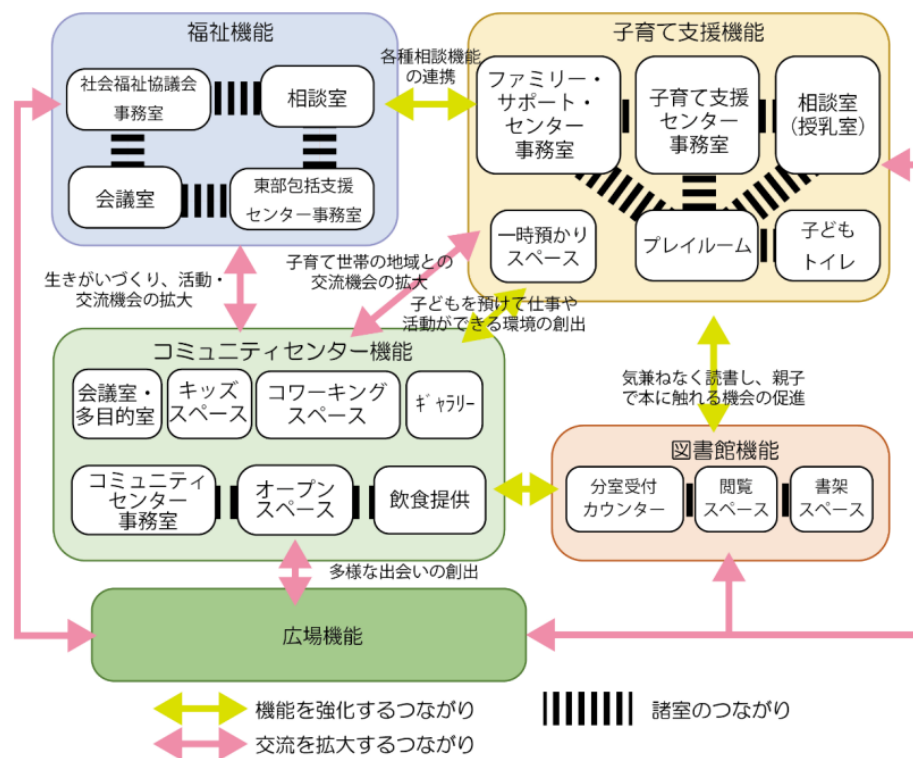 福祉機能
社会福祉協議会
事務室
相談室
会議室
東部包括支援
センター事務室
各種相談機能
の連携
子育て支援機能
ファミリー・
サポート・
センター
事務室
子育て支援
センター
事務室
相談室
(授乳室)
一時預かり
スペース
プレイルーム
子ども
トイレ
生きがいづくり、活動・
交流機会の拡大
子育て世帯の地域との
交流機会の拡大
子どもを預けて仕事や
活動ができる環境の創出
コミュニティセンター機能
会議室・
多目的室
キッズ
スペース
コワーキング
スペース
ギャラリー
コミュニティ
センター
事務室
オープン
スペース
飲食提供
気兼ねなく読書し、親子
で本に触れる機会の促進
図書館機能
分室受付
カウンター
閲覧
スペース
書架
スペース
多様な出会いの創出
広場機能
機能を強化するつながり
諸室のつながり
交流を拡大するつながり